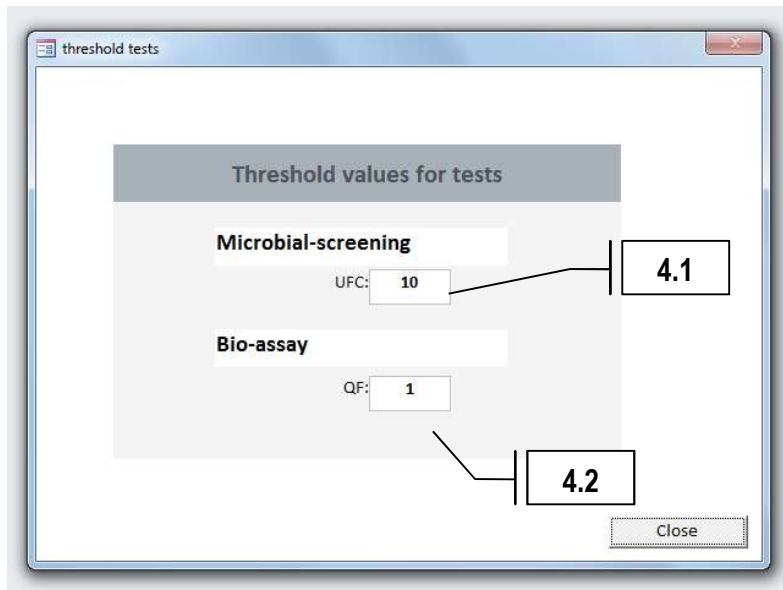 threshold tests
Threshold values for tests
Microbial-screening
UFC: 10
4.1
Bio-assay
QF: 1
4.2
Close